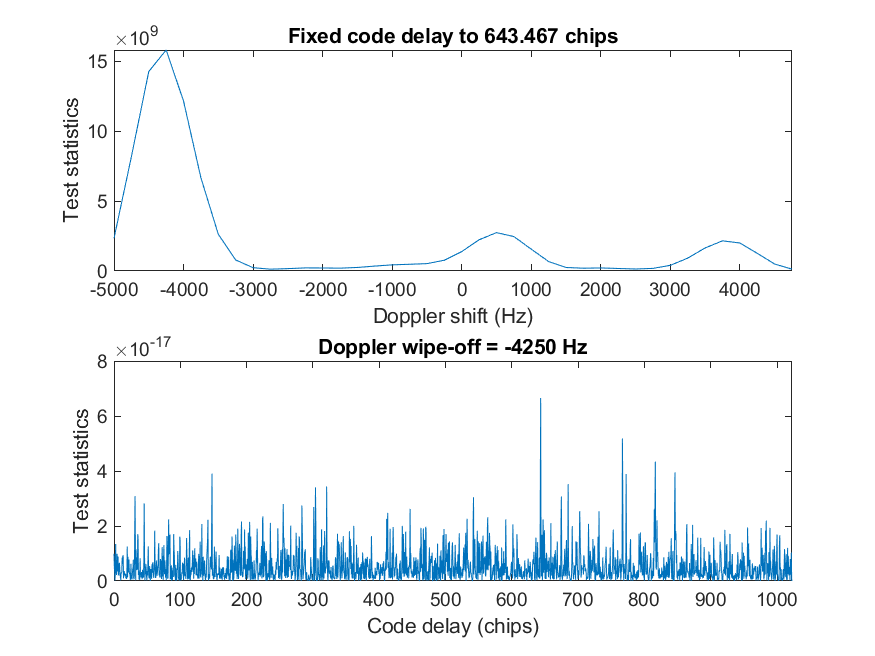 ×10⁹
Fixed code delay to 643.467 chips
15
10
5
0
Test statistics
-5000 -4000 -3000 -2000 -1000 0 1000 2000 3000 4000
Doppler shift (Hz)
×10⁻¹⁷
Doppler wipe-off = -4250 Hz
8
6
4
2
0
Test statistics
0 100 200 300 400 500 600 700 800 900 1000
Code delay (chips)